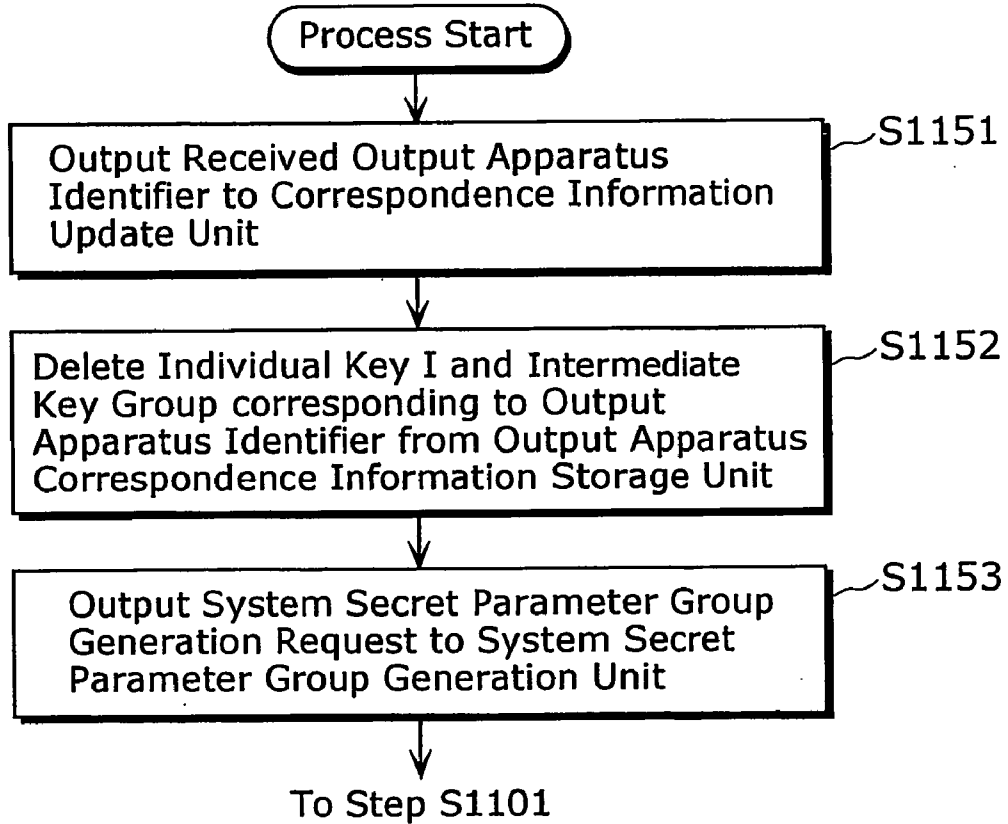 Process Start
S1151
Output Received Output Apparatus
Identifier to Correspondence Information
Update Unit
S1152
Delete Individual Key I and Intermediate
Key Group corresponding to Output
Apparatus Identifier from Output Apparatus
Correspondence Information Storage Unit
S1153
Output System Secret Parameter Group
Generation Request to System Secret
Parameter Group Generation Unit
To Step S1101